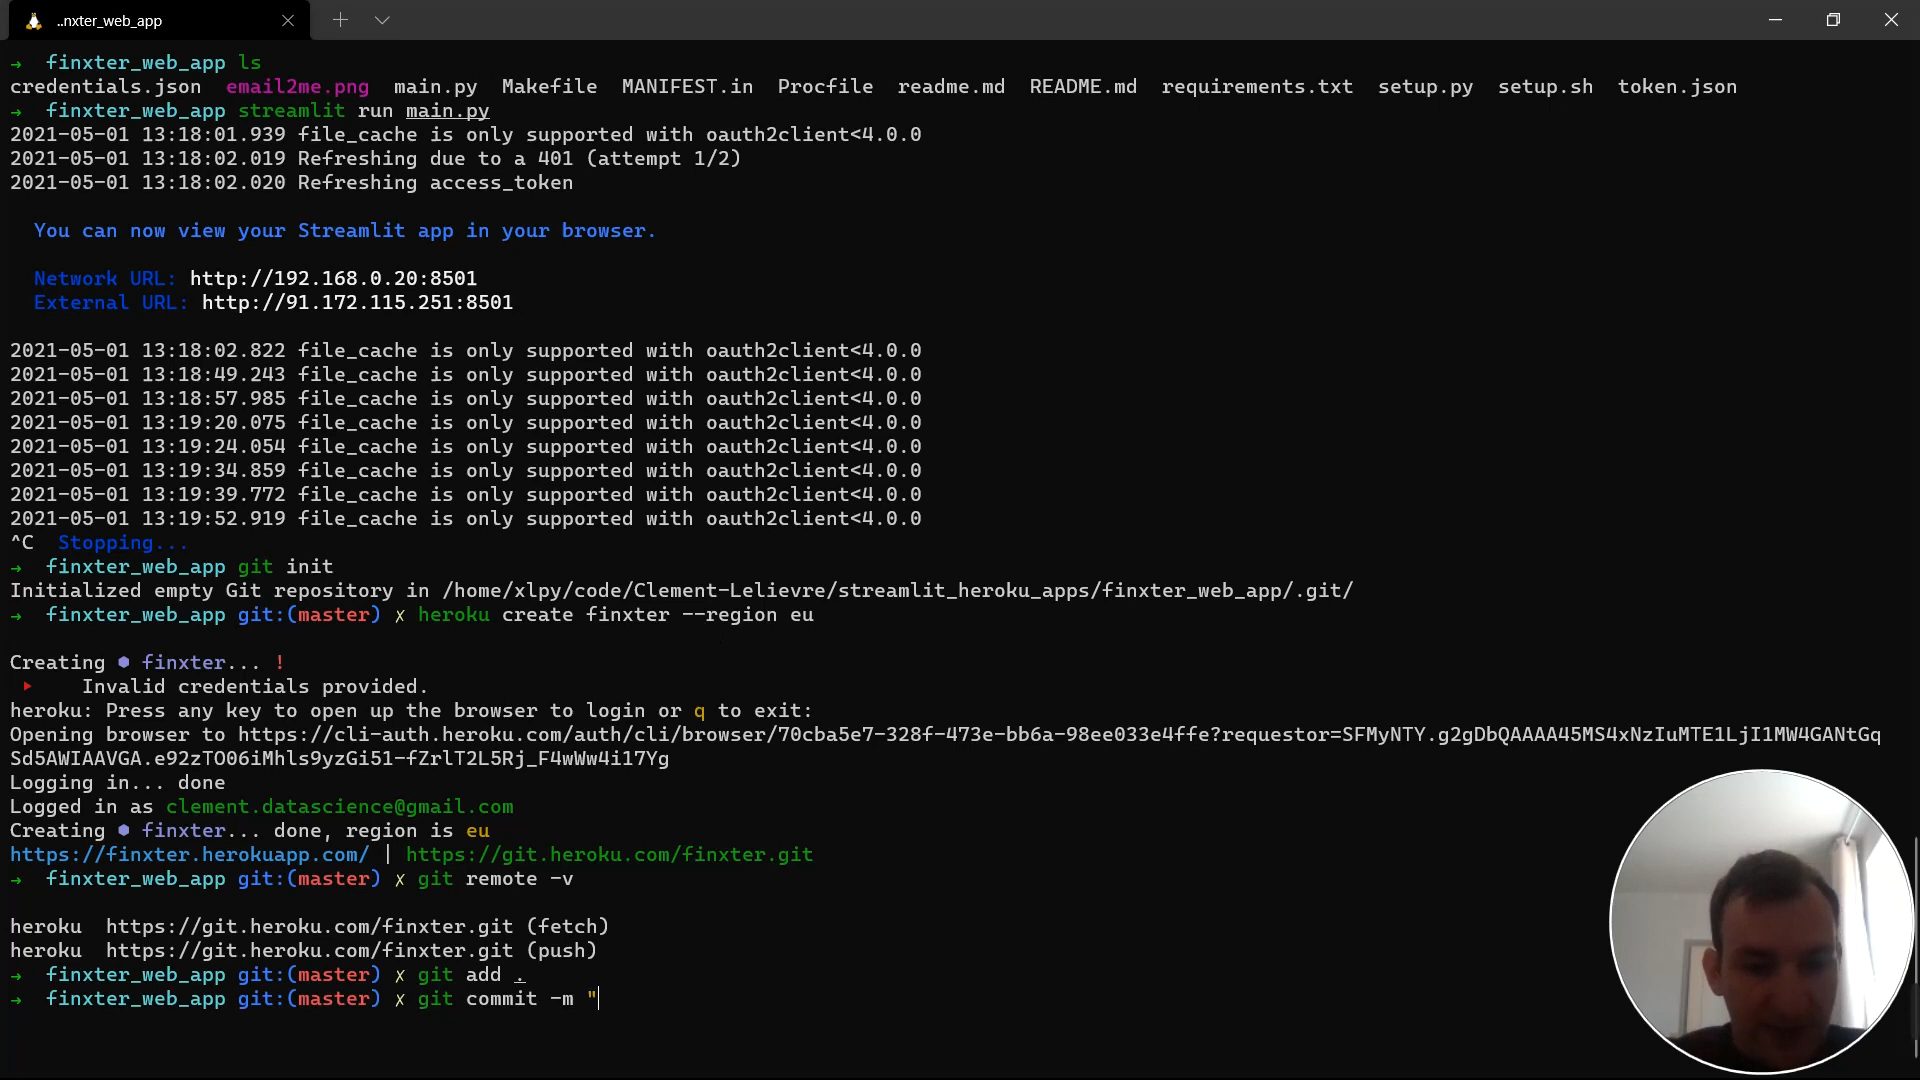 ..nxter_web_app
→ finxter_web_app ls
credentials.json email2me.png main.py Makefile MANIFEST.in Procfile readme.md README.md requirements.txt setup.py setup.sh token.json
→ finxter_web_app streamlit run main.py
2021-05-01 13:18:01.939 file_cache is only supported with oauth2client<4.0.0
2021-05-01 13:18:02.019 Refreshing due to a 401 (attempt 1/2)
2021-05-01 13:18:02.020 Refreshing access_token
You can now view your Streamlit app in your browser.
Network URL: http://192.168.0.20:8501
External URL: http://91.172.115.251:8501
2021-05-01 13:18:02.822 file_cache is only supported with oauth2client<4.0.0
2021-05-01 13:18:49.243 file_cache is only supported with oauth2client<4.0.0
2021-05-01 13:18:57.985 file_cache is only supported with oauth2client<4.0.0
2021-05-01 13:19:20.075 file_cache is only supported with oauth2client<4.0.0
2021-05-01 13:19:24.054 file_cache is only supported with oauth2client<4.0.0
2021-05-01 13:19:34.859 file_cache is only supported with oauth2client<4.0.0
2021-05-01 13:19:39.772 file_cache is only supported with oauth2client<4.0.0
2021-05-01 13:19:52.919 file_cache is only supported with oauth2client<4.0.0
^C Stopping...
→ finxter_web_app git init
Initialized empty Git repository in /home/xlpy/code/Clement-Lelievre/streamlit_heroku_apps/finxter_web_app/.git/
→ finxter_web_app git:(master) ✗ heroku create finxter --region eu
Creating ⬢ finxter... !
▸ Invalid credentials provided.
heroku: Press any key to open up the browser to login or q to exit:
Opening browser to https://cli-auth.heroku.com/auth/cli/browser/70cba5e7-328f-473e-bb6a-98ee033e4ffe?requestor=SFMyNTY.g2gDbQAAAA45MS4xNzIuMTE1LjI1MW4GANtGq
Sd5AWIAAVGA.e92zTO06iMhls9yzGi51-fZrlT2L5Rj_F4wWw4i17Yg
Logging in... done
Logged in as clement.datascience@gmail.com
Creating ⬢ finxter... done, region is eu
https://finxter.herokuapp.com/ | https://git.heroku.com/finxter.git
→ finxter_web_app git:(master) ✗ git remote -v
heroku https://git.heroku.com/finxter.git (fetch)
heroku https://git.heroku.com/finxter.git (push)
→ finxter_web_app git:(master) ✗ git add .
→ finxter_web_app git:(master) ✗ git commit -m "